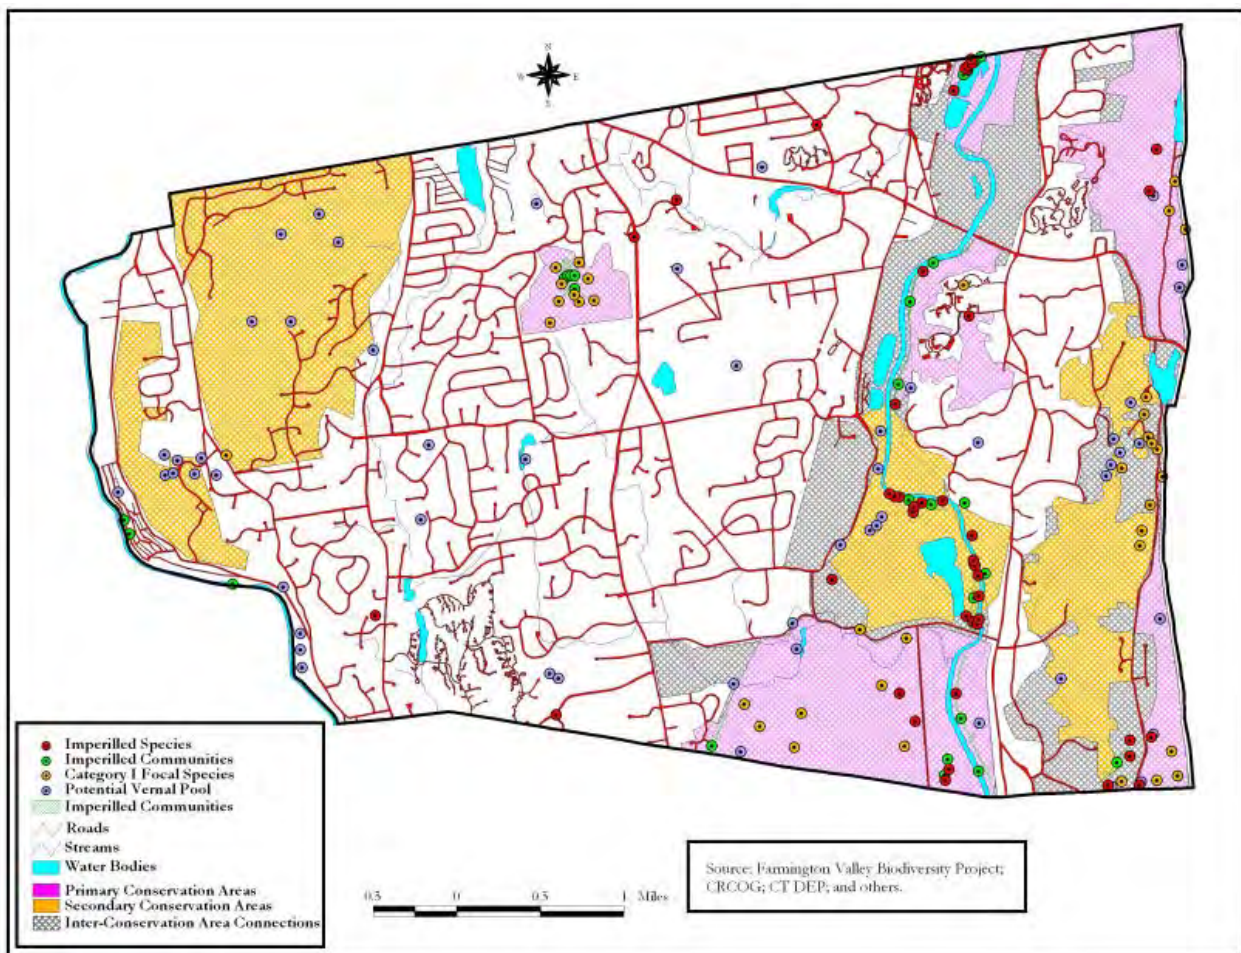 N
W E
S
Imperilled Species
Imperilled Communities
Category I Focal Species
Potential Vernal Pool
Imperilled Communities
Roads
Streams
Water Bodies
Primary Conservation Areas
Secondary Conservation Areas
Inter-Conservation Area Connections
0.5 0 0.5 1 Miles
Source: Farmington Valley Biodiversity Project;
CRCOG; CT DEP; and others.